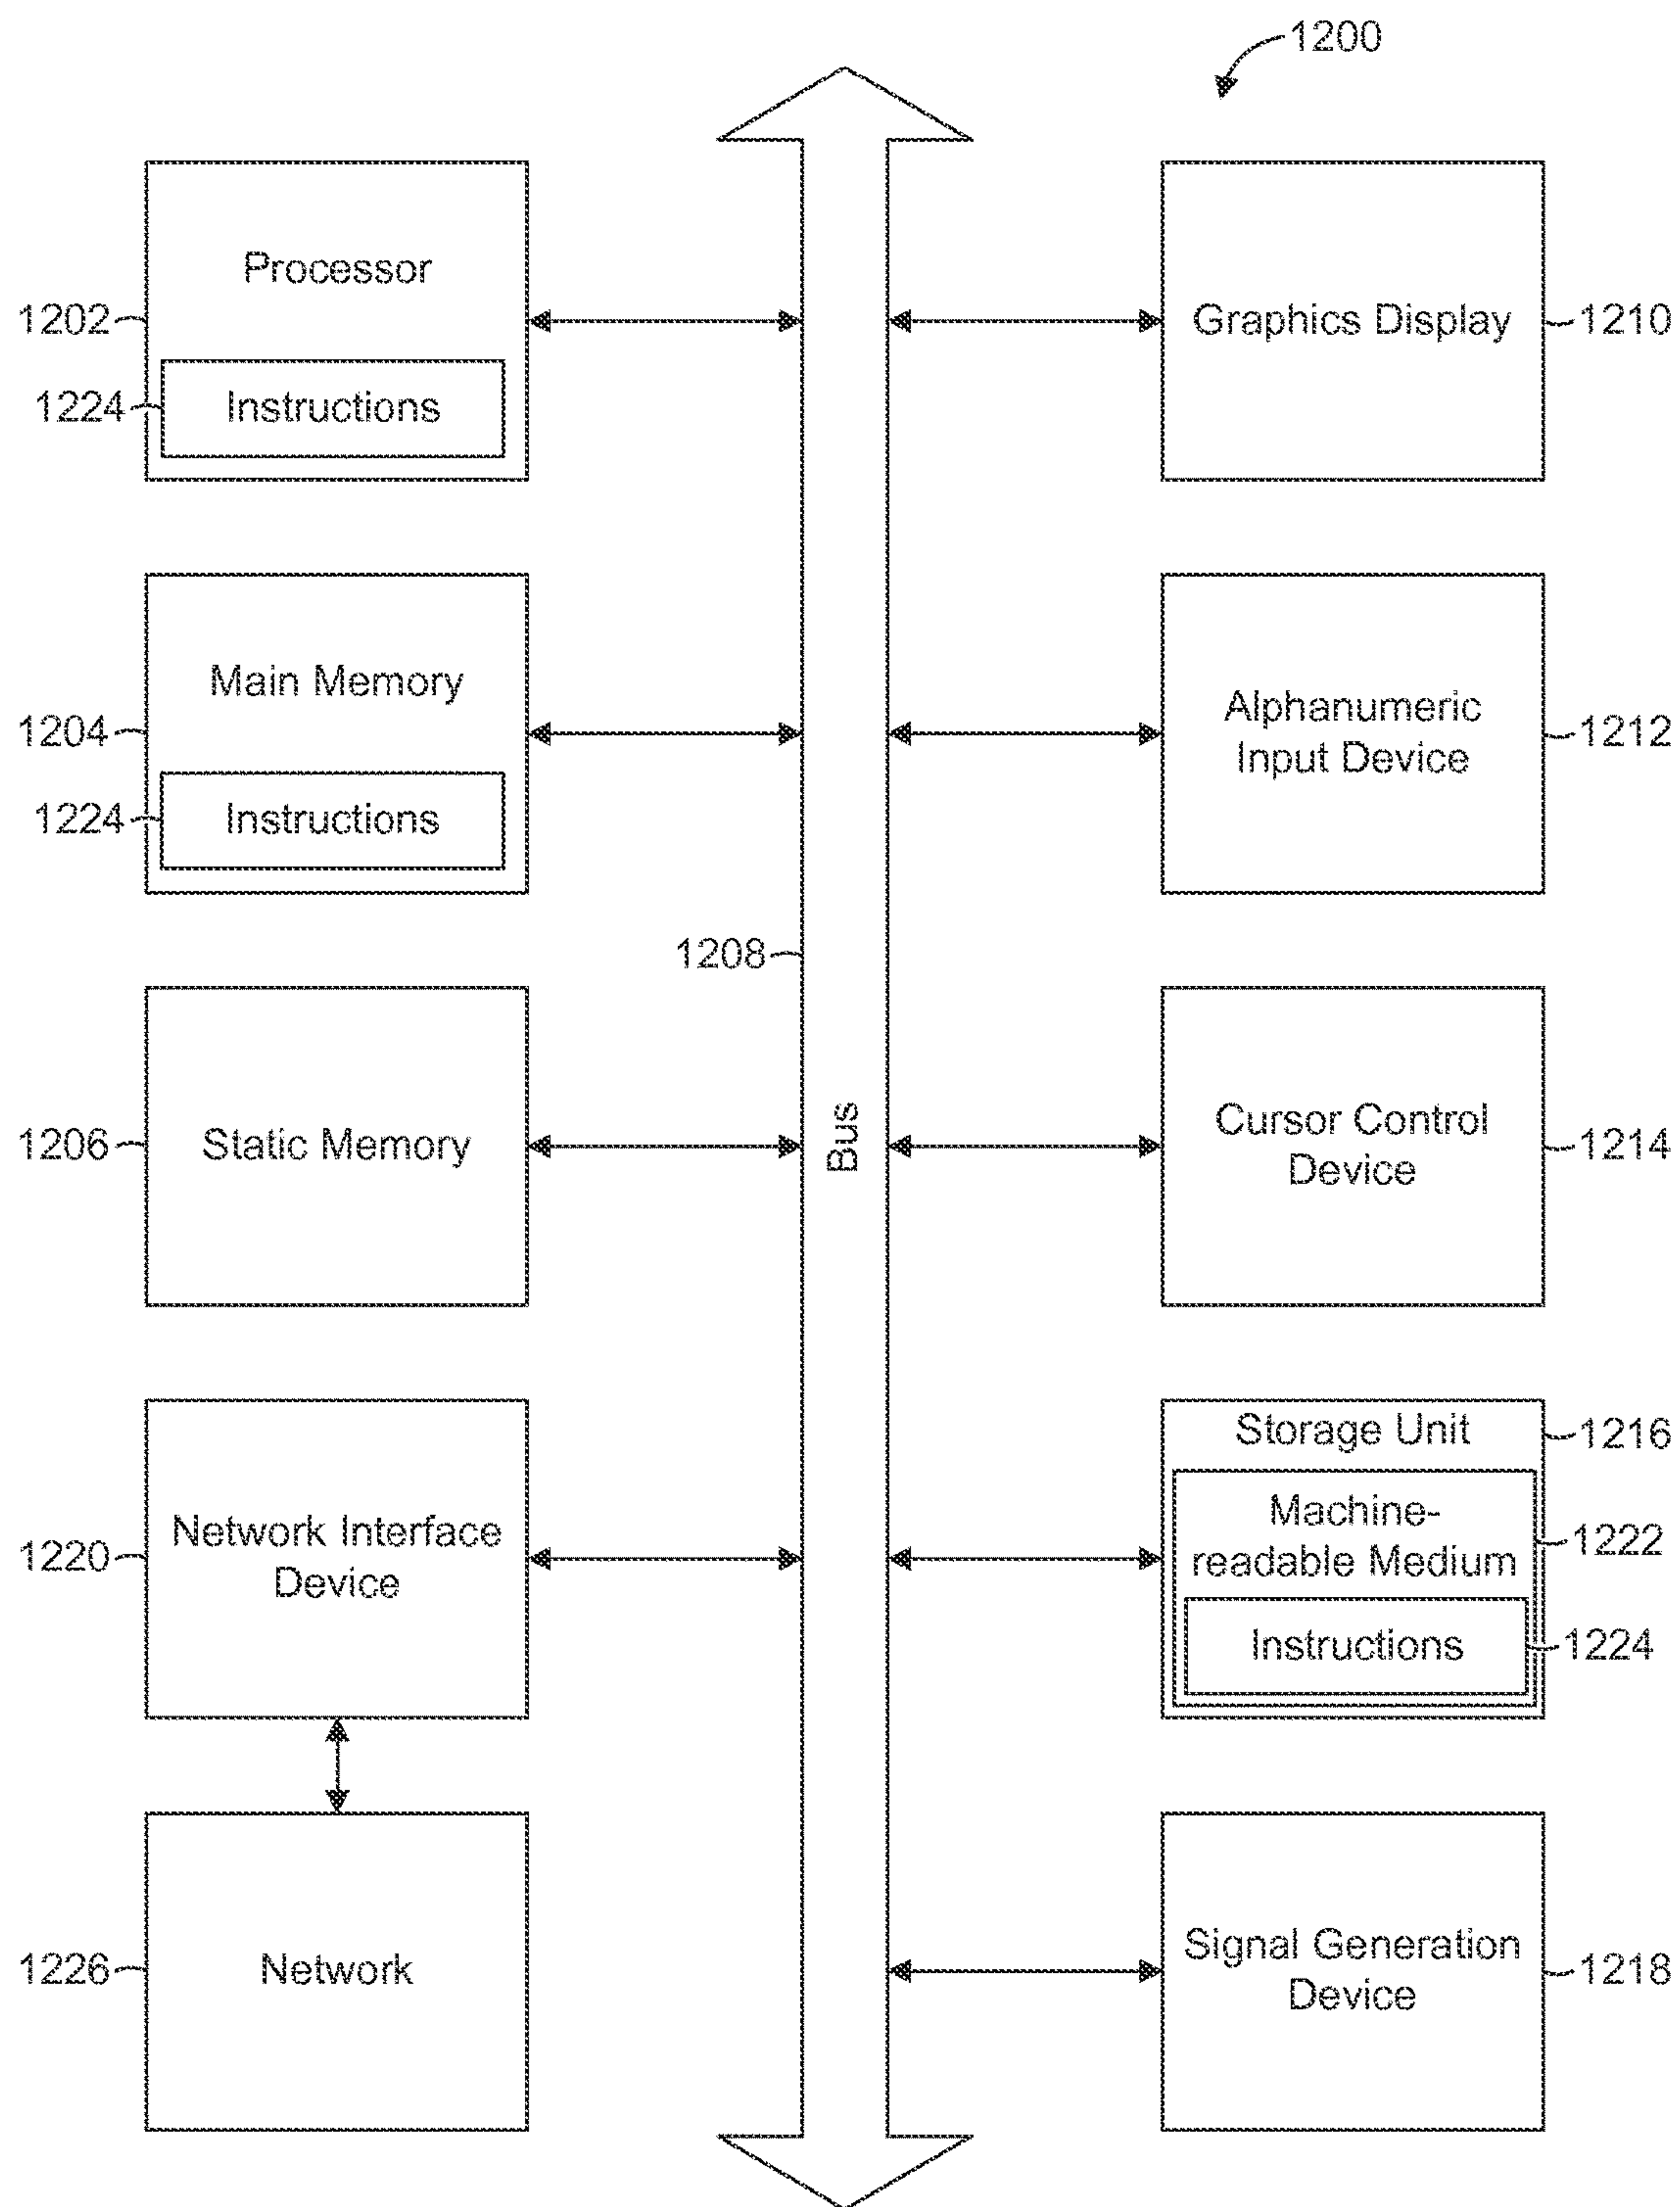 1200
Processor
1202
1224
Instructions
Graphics Display
1210
Main Memory
1204
1224
Instructions
Alphanumeric
Input Device
1212
1208
Bus
1206
Static Memory
Cursor Control
Device
1214
1220
Network Interface
Device
Storage Unit
1216
Machine-
readable Medium
1222
Instructions
1224
1226
Network
Signal Generation
Device
1218